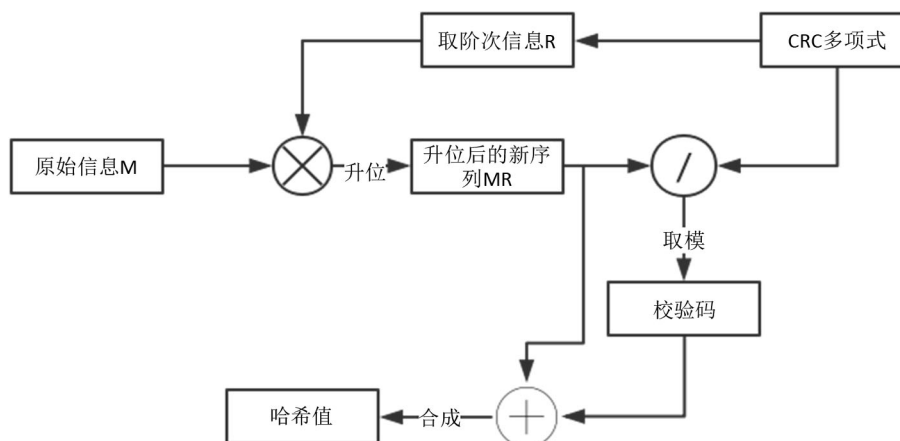 取阶次信息R
CRC多项式
原始信息M
升位
升位后的新序
列MR
/
取模
校验码
哈希值
合成